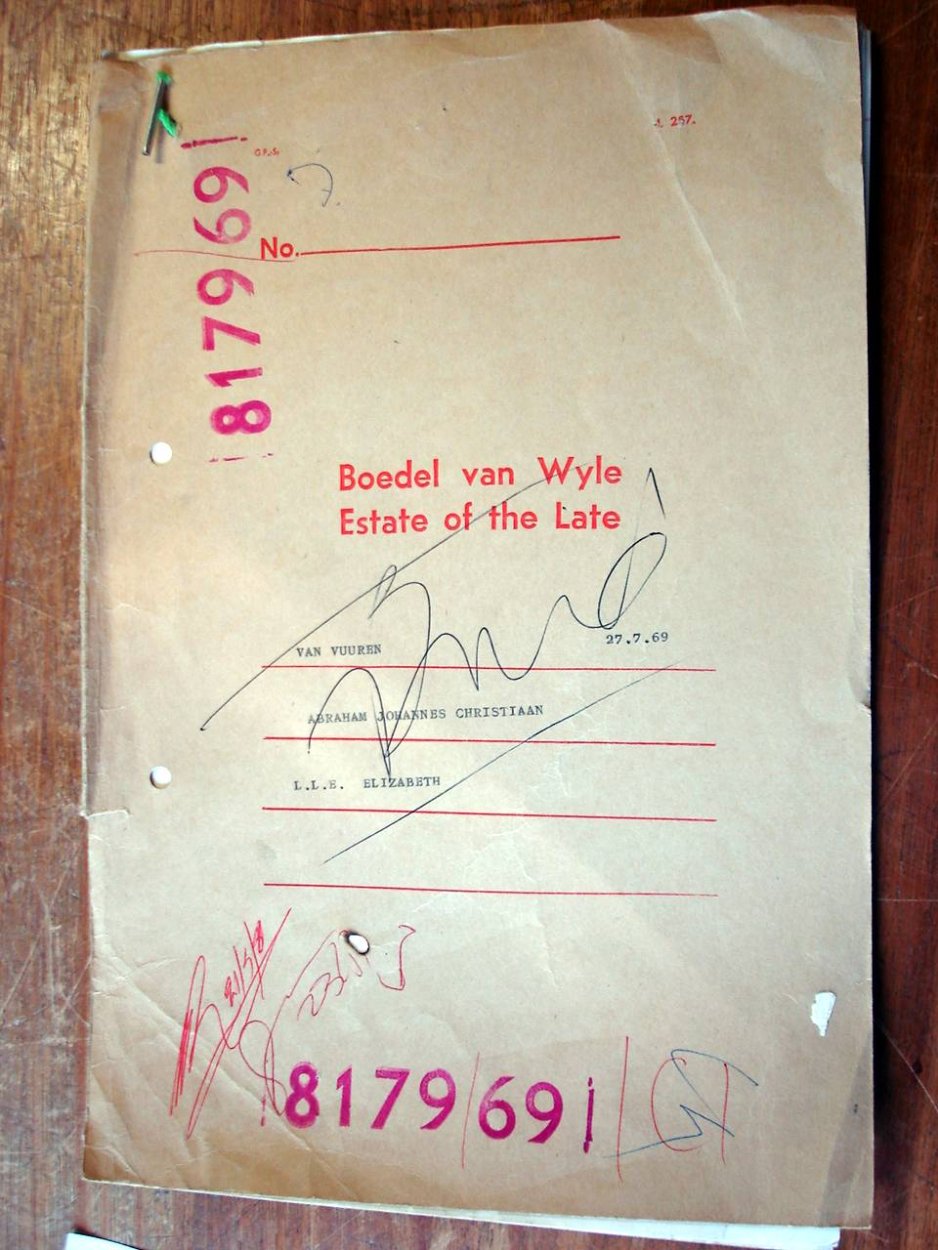 257.
G.P.-S.
8179/69
No.
Boedel van Wyle
Estate of the Late
VAN VUUREN 27.7.69
ABRAHAM JOHANNES CHRISTIAAN
L.L.E. ELIZABETH
8179/69